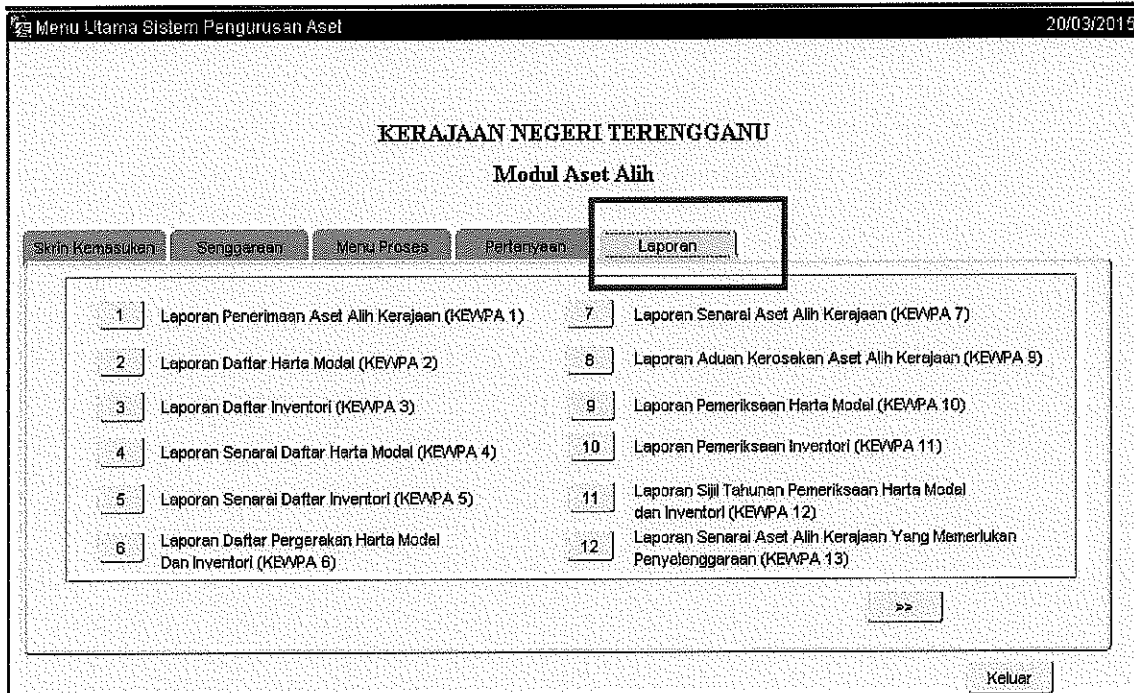 Menu Utama Sistem Pengurusan Aset 20/03/2015
KERAJAAN NEGERI TERENGGANU
Modul Aset Alih
Skrin Kemasukan Senggaraan Menu Proses Pertanyaan Laporan
1 Laporan Penerimaan Aset Alih Kerajaan (KEWPA 1)
2 Laporan Daftar Harta Modal (KEWPA 2)
3 Laporan Daftar Inventori (KEWPA 3)
4 Laporan Senarai Daftar Harta Modal (KEWPA 4)
5 Laporan Senarai Daftar Inventori (KEWPA 5)
6 Laporan Daftar Pergerakan Harta Modal
Dan Inventori (KEWPA 6)
7 Laporan Senarai Aset Alih Kerajaan (KEWPA 7)
8 Laporan Aduan Kerosakan Aset Alih Kerajaan (KEWPA 9)
9 Laporan Pemeriksaan Harta Modal (KEWPA 10)
10 Laporan Pemeriksaan Inventori (KEWPA 11)
11 Laporan Sijil Tahunan Pemeriksaan Harta Modal
dan Inventori (KEWPA 12)
12 Laporan Senarai Aset Alih Kerajaan Yang Memerlukan
Penyelenggaraan (KEWPA 13)
>>
Keluar